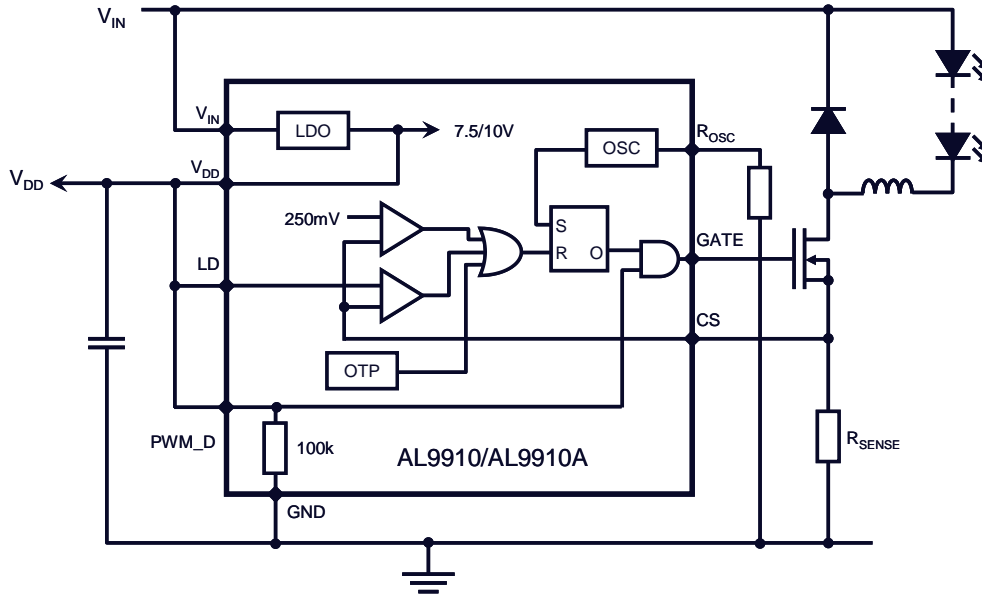 VIN
VIN
LDO
7.5/10V
ROSC
OSC
VDD
VDD
250mV
S
R
O
GATE
LD
CS
OTP
PWM_D
100k
AL9910/AL9910A
RSENSE
GND